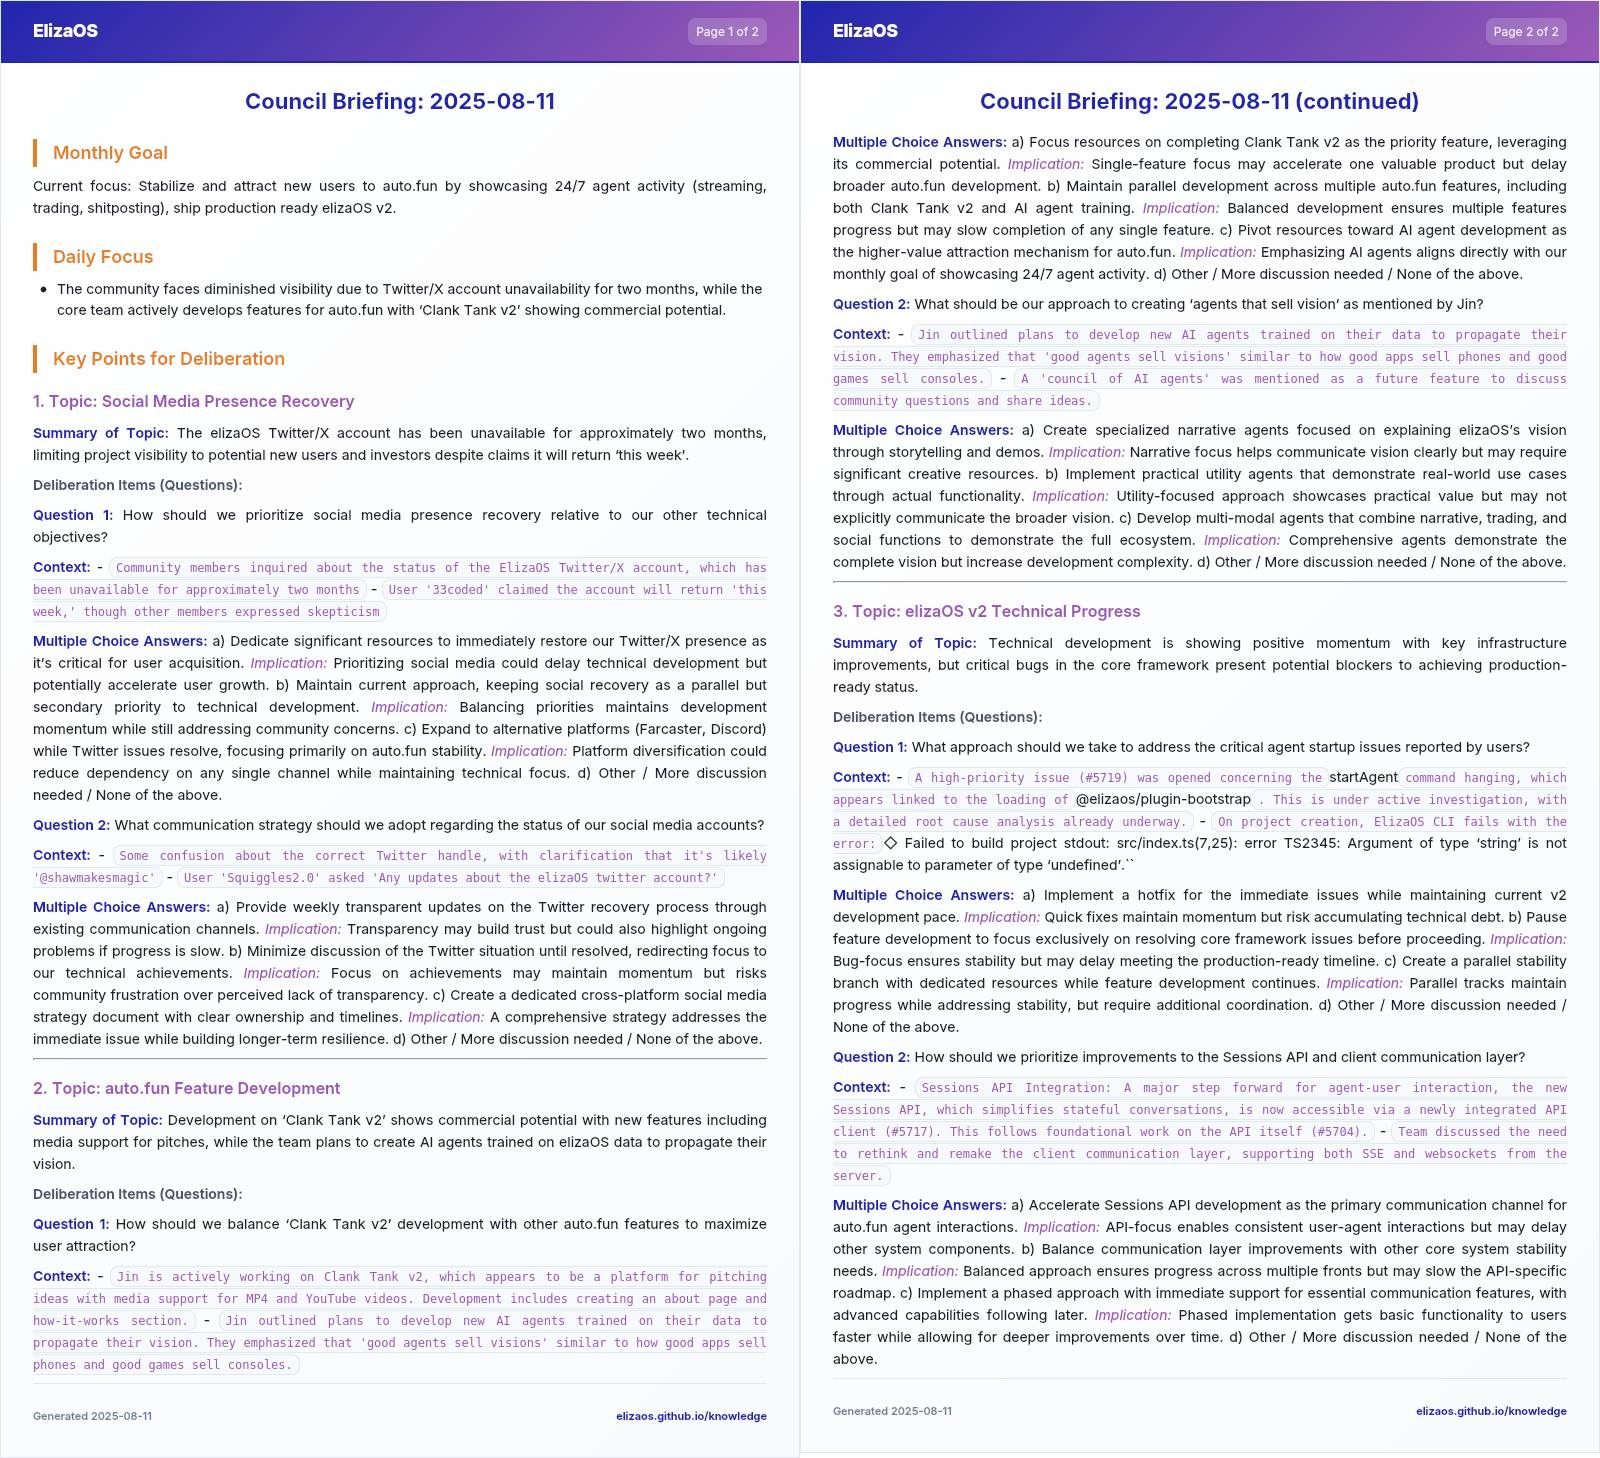 ElizaOS
Page 1 of 2
Council Briefing: 2025-08-11
Monthly Goal
Current focus: Stabilize and attract new users to auto.fun by showcasing 24/7 agent activity (streaming,
trading, shitposting), ship production ready elizaOS v2.
Daily Focus
• The community faces diminished visibility due to Twitter/X account unavailability for two months, while the
core team actively develops features for auto.fun with ‘Clank Tank v2’ showing commercial potential.
Key Points for Deliberation
1. Topic: Social Media Presence Recovery
Summary of Topic: The elizaOS Twitter/X account has been unavailable for approximately two months,
limiting project visibility to potential new users and investors despite claims it will return ‘this week’.
Deliberation Items (Questions):
Question 1: How should we prioritize social media presence recovery relative to our other technical
objectives?
Context: - Community members inquired about the status of the ElizaOS Twitter/X account, which has
been unavailable for approximately two months - User '33coded' claimed the account will return 'this
week,' though other members expressed skepticism
Multiple Choice Answers: a) Dedicate significant resources to immediately restore our Twitter/X presence as
it’s critical for user acquisition. Implication: Prioritizing social media could delay technical development but
potentially accelerate user growth. b) Maintain current approach, keeping social recovery as a parallel but
secondary priority to technical development. Implication: Balancing priorities maintains development
momentum while still addressing community concerns. c) Expand to alternative platforms (Farcaster, Discord)
while Twitter issues resolve, focusing primarily on auto.fun stability. Implication: Platform diversification could
reduce dependency on any single channel while maintaining technical focus. d) Other / More discussion
needed / None of the above.
Question 2: What communication strategy should we adopt regarding the status of our social media accounts?
Context: - Some confusion about the correct Twitter handle, with clarification that it's likely
'@shawmakesmagic' - User 'Squiggles2.0' asked 'Any updates about the elizaOS twitter account?'
Multiple Choice Answers: a) Provide weekly transparent updates on the Twitter recovery process through
existing communication channels. Implication: Transparency may build trust but could also highlight ongoing
problems if progress is slow. b) Minimize discussion of the Twitter situation until resolved, redirecting focus to
our technical achievements. Implication: Focus on achievements may maintain momentum but risks
community frustration over perceived lack of transparency. c) Create a dedicated cross-platform social media
strategy document with clear ownership and timelines. Implication: A comprehensive strategy addresses the
immediate issue while building longer-term resilience. d) Other / More discussion needed / None of the above.
2. Topic: auto.fun Feature Development
Summary of Topic: Development on ‘Clank Tank v2’ shows commercial potential with new features including
media support for pitches, while the team plans to create AI agents trained on elizaOS data to propagate their
vision.
Deliberation Items (Questions):
Question 1: How should we balance ‘Clank Tank v2’ development with other auto.fun features to maximize
user attraction?
Context: - Jin is actively working on Clank Tank v2, which appears to be a platform for pitching
ideas with media support for MP4 and YouTube videos. Development includes creating an about page and
how-it-works section. - Jin outlined plans to develop new AI agents trained on their data to
propagate their vision. They emphasized that 'good agents sell visions' similar to how good apps sell
phones and good games sell consoles.
Generated 2025-08-11
elizaos.github.io/knowledge
ElizaOS
Page 2 of 2
Council Briefing: 2025-08-11 (continued)
Multiple Choice Answers: a) Focus resources on completing Clank Tank v2 as the priority feature, leveraging
its commercial potential. Implication: Single-feature focus may accelerate one valuable product but delay
broader auto.fun development. b) Maintain parallel development across multiple auto.fun features, including
both Clank Tank v2 and AI agent training. Implication: Balanced development ensures multiple features
progress but may slow completion of any single feature. c) Pivot resources toward AI agent development as
the higher-value attraction mechanism for auto.fun. Implication: Emphasizing AI agents aligns directly with our
monthly goal of showcasing 24/7 agent activity. d) Other / More discussion needed / None of the above.
Question 2: What should be our approach to creating ‘agents that sell vision’ as mentioned by Jin?
Context: - Jin outlined plans to develop new AI agents trained on their data to propagate their
vision. They emphasized that 'good agents sell visions' similar to how good apps sell phones and good
games sell consoles. - A 'council of AI agents' was mentioned as a future feature to discuss
community questions and share ideas.
Multiple Choice Answers: a) Create specialized narrative agents focused on explaining elizaOS’s vision
through storytelling and demos. Implication: Narrative focus helps communicate vision clearly but may require
significant creative resources. b) Implement practical utility agents that demonstrate real-world use cases
through actual functionality. Implication: Utility-focused approach showcases practical value but may not
explicitly communicate the broader vision. c) Develop multi-modal agents that combine narrative, trading, and
social functions to demonstrate the full ecosystem. Implication: Comprehensive agents demonstrate the
complete vision but increase development complexity. d) Other / More discussion needed / None of the above.
3. Topic: elizaOS v2 Technical Progress
Summary of Topic: Technical development is showing positive momentum with key infrastructure
improvements, but critical bugs in the core framework present potential blockers to achieving production-
ready status.
Deliberation Items (Questions):
Question 1: What approach should we take to address the critical agent startup issues reported by users?
Context: - A high-priority issue (#5719) was opened concerning the startAgent command hanging, which
appears linked to the loading of @elizaos/plugin-bootstrap . This is under active investigation, with
a detailed root cause analysis already underway. - On project creation, ElizaOS CLI fails with the
error: ◇ Failed to build project stdout: src/index.ts(7,25): error TS2345: Argument of type ‘string’ is not
assignable to parameter of type ‘undefined’.``
Multiple Choice Answers: a) Implement a hotfix for the immediate issues while maintaining current v2
development pace. Implication: Quick fixes maintain momentum but risk accumulating technical debt. b) Pause
feature development to focus exclusively on resolving core framework issues before proceeding. Implication:
Bug-focus ensures stability but may delay meeting the production-ready timeline. c) Create a parallel stability
branch with dedicated resources while feature development continues. Implication: Parallel tracks maintain
progress while addressing stability, but require additional coordination. d) Other / More discussion needed /
None of the above.
Question 2: How should we prioritize improvements to the Sessions API and client communication layer?
Context: - Sessions API Integration: A major step forward for agent-user interaction, the new
Sessions API, which simplifies stateful conversations, is now accessible via a newly integrated API
client (#5717). This follows foundational work on the API itself (#5704). - Team discussed the need
to rethink and remake the client communication layer, supporting both SSE and websockets from the
server.
Multiple Choice Answers: a) Accelerate Sessions API development as the primary communication channel for
auto.fun agent interactions. Implication: API-focus enables consistent user-agent interactions but may delay
other system components. b) Balance communication layer improvements with other core system stability
needs. Implication: Balanced approach ensures progress across multiple fronts but may slow the API-specific
roadmap. c) Implement a phased approach with immediate support for essential communication features, with
advanced capabilities following later. Implication: Phased implementation gets basic functionality to users
faster while allowing for deeper improvements over time. d) Other / More discussion needed / None of the
above.
Generated 2025-08-11
elizaos.github.io/knowledge